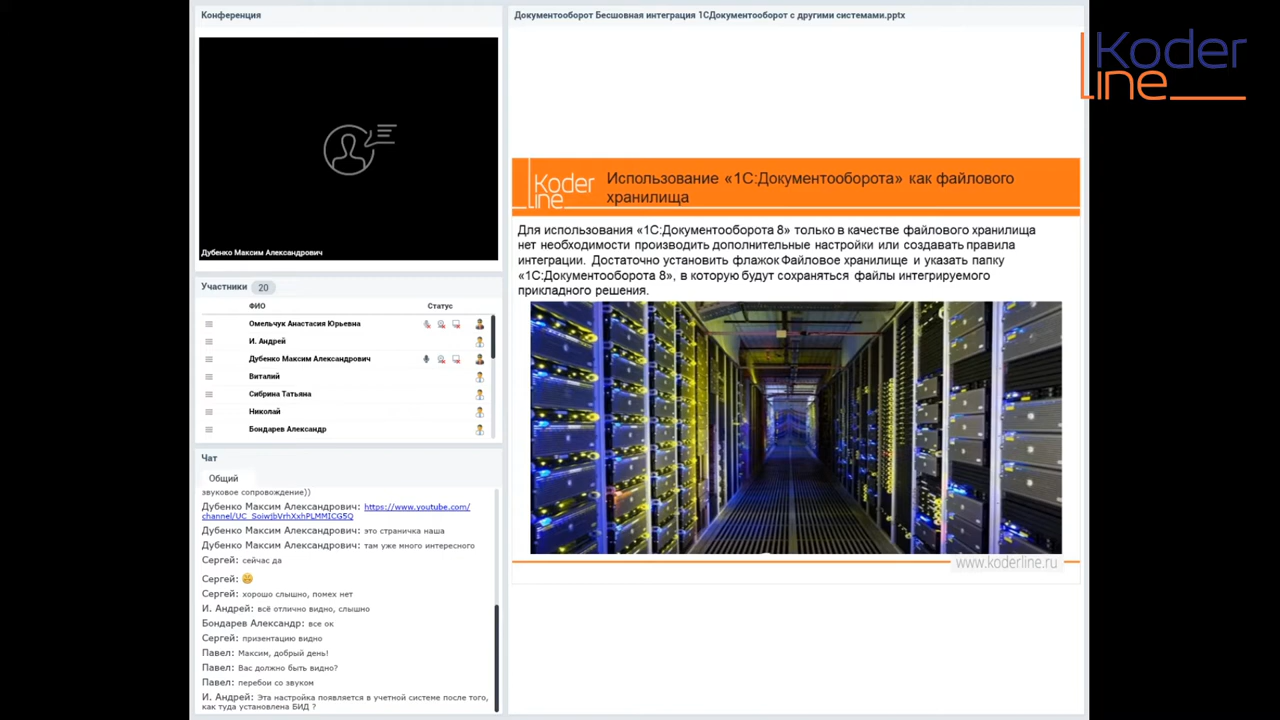 Конференция
Дубенко Максим Александрович
Участники 20
ФИО Статус
Омельчук Анастасия Юрьевна
И. Андрей
Дубенко Максим Александрович
Виталий
Сибрина Татьяна
Николай
Бондарев Александр
Чат
Общий
звуковое сопровождение))
Дубенко Максим Александрович: https://www.youtube.com/
channel/UC_SoiwjbVrhXxhPLMMICG5Q
Дубенко Максим Александрович: это страничка наша
Дубенко Максим Александрович: там уже много интересного
Сергей: сейчас да
Сергей:
Сергей: хорошо слышно, помех нет
И. Андрей: всё отлично видно, слышно
Бондарев Александр: все ок
Сергей: призентацию видно
Павел: Максим, добрый день!
Павел: Вас должно быть видно?
Павел: перебои со звуком
И. Андрей: Эта настройка появляется в учетной системе после того,
как туда установлена БИД ?
Документооборот Бесшовная интеграция 1СДокументооборот с другими системами.pptx
Koder
line
Koder
line
Использование «1С:Документооборота» как файлового
хранилища
Для использования «1С:Документооборота 8» только в качестве файлового хранилища
нет необходимости производить дополнительные настройки или создавать правила
интеграции. Достаточно установить флажок Файловое хранилище и указать папку
«1С:Документооборота 8», в которую будут сохраняться файлы интегрируемого
прикладного решения.
www.koderline.ru